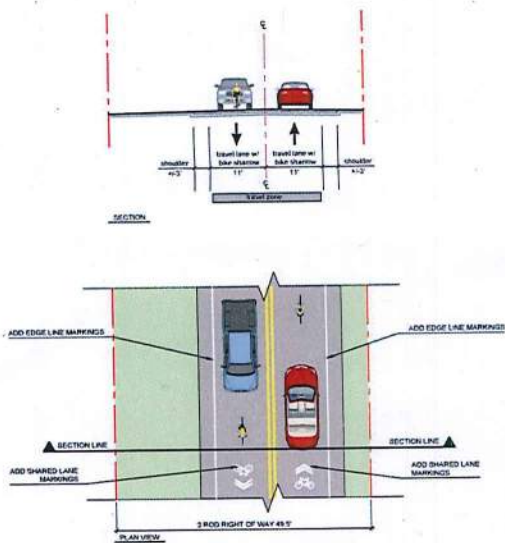 ℄
travel lane w/
bike sharrow
travel lane w/
bike sharrow
shoulder
+/-3'
11'
11'
shoulder
+/-3'
℄
travel zone
SECTION
ADD EDGE LINE MARKINGS
ADD EDGE LINE MARKINGS
SECTION LINE
SECTION LINE
ADD SHARED LANE
MARKINGS
ADD SHARED LANE
MARKINGS
3 ROD RIGHT OF WAY 49.5'
PLAN VIEW